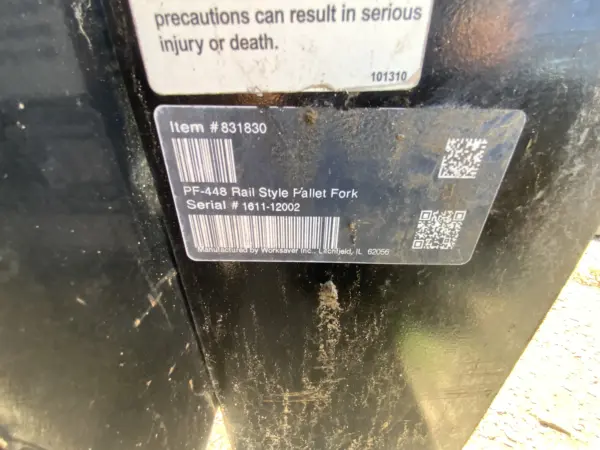 precautions can result in serious
injury or death.
101310
Item # 831830
PF-448 Rail Style Pallet Fork
Serial # 1611-12002
Manufactured by Worksaver Inc., Litchfield, IL 62056